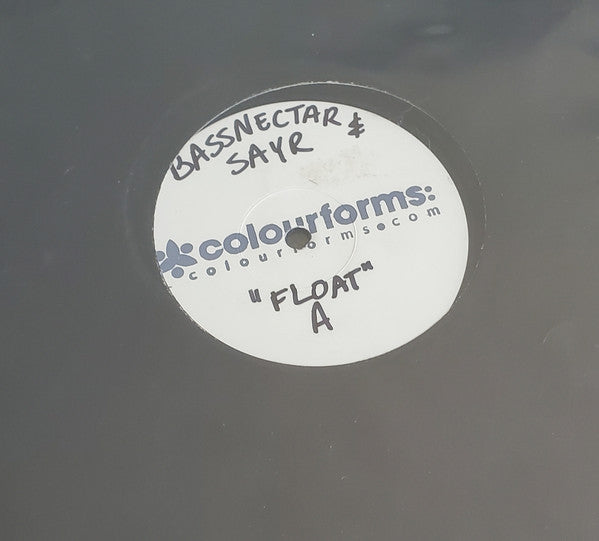 BASSNECTAR &
SAYR
colourforms:
colourforms.com
"FLOAT"
A